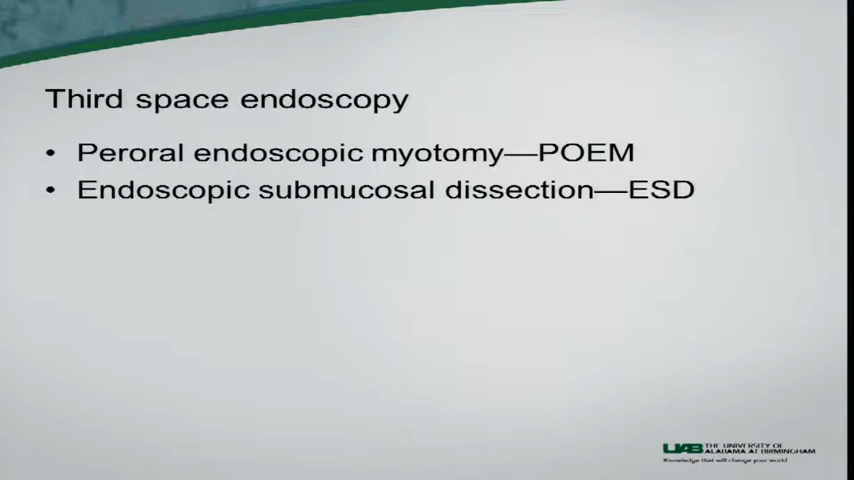 Third space endoscopy
• Peroral endoscopic myotomy—POEM
• Endoscopic submucosal dissection—ESD
UAB THE UNIVERSITY OF
ALABAMA AT BIRMINGHAM
Knowledge that will change your world